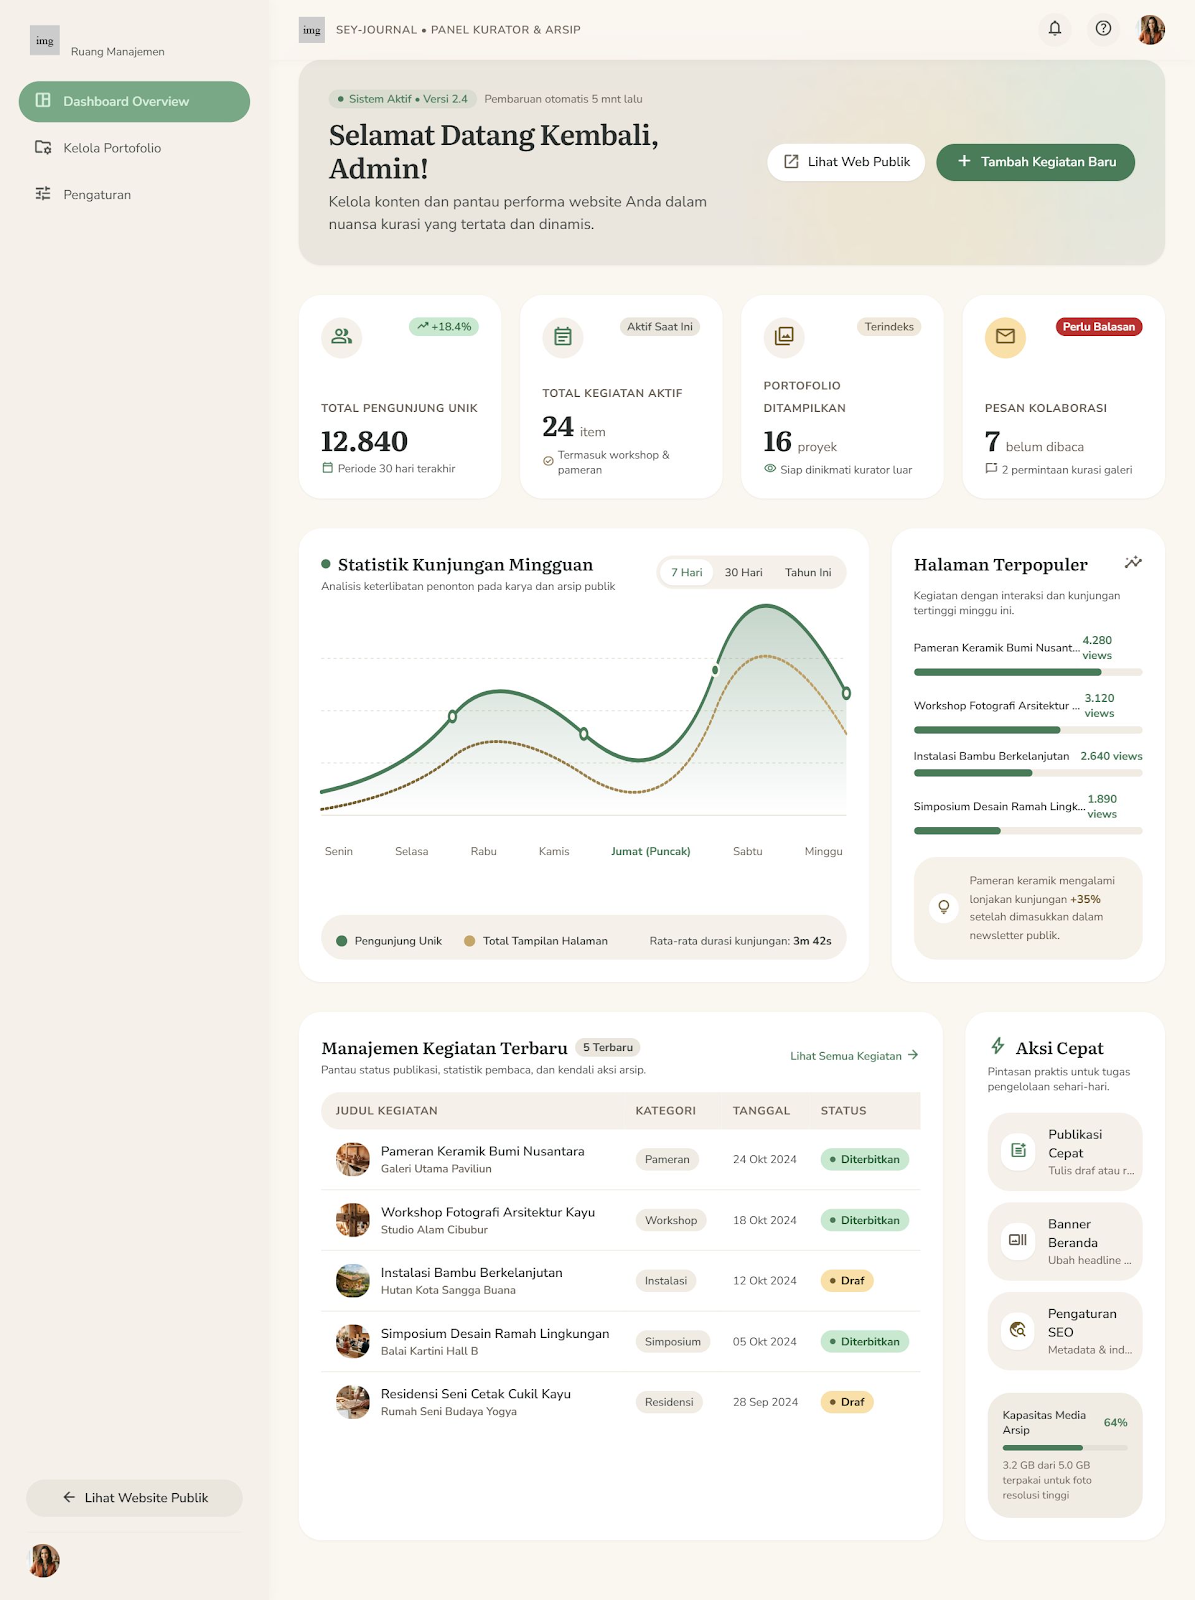 img
Ruang Manajemen
Dashboard Overview
Kelola Portofolio
Pengaturan
Lihat Website Publik
img
SEY-JOURNAL • PANEL KURATOR & ARSIP
Sistem Aktif • Versi 2.4
Pembaruan otomatis 5 mnt lalu
Selamat Datang Kembali,
Admin!
Kelola konten dan pantau performa website Anda dalam
nuansa kurasi yang tertata dan dinamis.
Lihat Web Publik
Tambah Kegiatan Baru
+18.4%
TOTAL PENGUNJUNG UNIK
12.840
Periode 30 hari terakhir
Aktif Saat Ini
TOTAL KEGIATAN AKTIF
24 item
Termasuk workshop &
pameran
Terindeks
PORTOFOLIO
DITAMPILKAN
16 proyek
Siap dinikmati kurator luar
Perlu Balasan
PESAN KOLABORASI
7 belum dibaca
2 permintaan kurasi galeri
Statistik Kunjungan Mingguan
Analisis keterlibatan penonton pada karya dan arsip publik
7 Hari
30 Hari
Tahun Ini
Senin
Selasa
Rabu
Kamis
Jumat (Puncak)
Sabtu
Minggu
Pengunjung Unik
Total Tampilan Halaman
Rata-rata durasi kunjungan: 3m 42s
Halaman Terpopuler
Kegiatan dengan interaksi dan kunjungan
tertinggi minggu ini.
Pameran Keramik Bumi Nusant...
4.280
views
Workshop Fotografi Arsitektur ...
3.120
views
Instalasi Bambu Berkelanjutan
2.640 views
Simposium Desain Ramah Lingk...
1.890
views
Pameran keramik mengalami
lonjakan kunjungan +35%
setelah dimasukkan dalam
newsletter publik.
Manajemen Kegiatan Terbaru
5 Terbaru
Pantau status publikasi, statistik pembaca, dan kendali aksi arsip.
Lihat Semua Kegiatan
JUDUL KEGIATAN
KATEGORI
TANGGAL
STATUS
Pameran Keramik Bumi Nusantara
Galeri Utama Paviliun
Pameran
24 Okt 2024
Diterbitkan
Workshop Fotografi Arsitektur Kayu
Studio Alam Cibubur
Workshop
18 Okt 2024
Diterbitkan
Instalasi Bambu Berkelanjutan
Hutan Kota Sangga Buana
Instalasi
12 Okt 2024
Draf
Simposium Desain Ramah Lingkungan
Balai Kartini Hall B
Simposium
05 Okt 2024
Diterbitkan
Residensi Seni Cetak Cukil Kayu
Rumah Seni Budaya Yogya
Residensi
28 Sep 2024
Draf
Aksi Cepat
Pintasan praktis untuk tugas
pengelolaan sehari-hari.
Publikasi
Cepat
Tulis draf atau r...
Banner
Beranda
Ubah headline ...
Pengaturan
SEO
Metadata & ind...
Kapasitas Media
Arsip
64%
3.2 GB dari 5.0 GB
terpakai untuk foto
resolusi tinggi